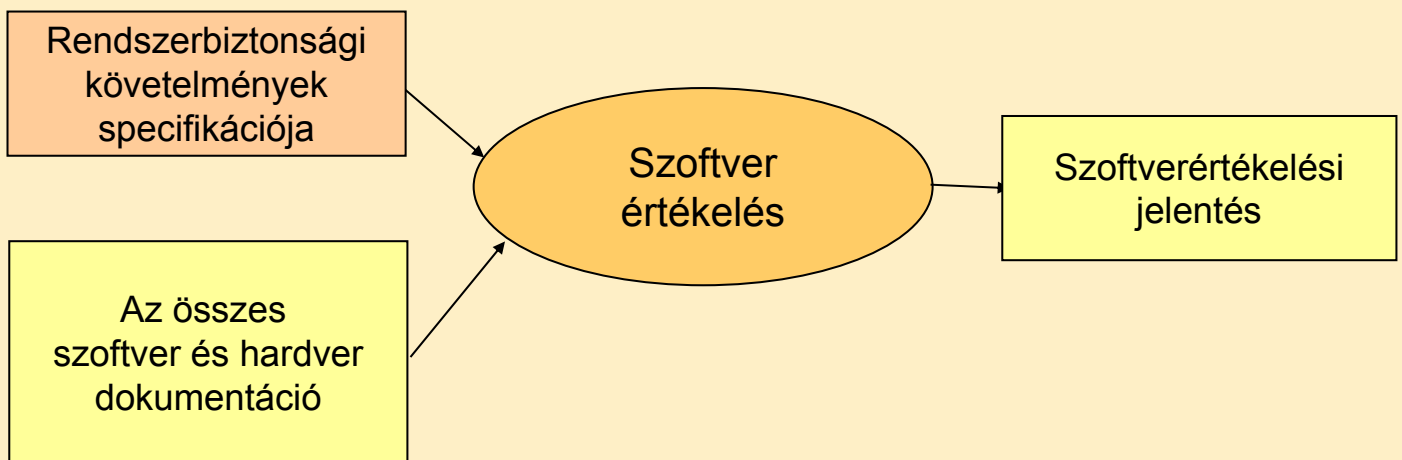 Rendszerbiztonsági
követelmények
specifikációja
Szoftver
értékelés
Szoftverértékelési
jelentés
Az összes
szoftver és hardver
dokumentáció